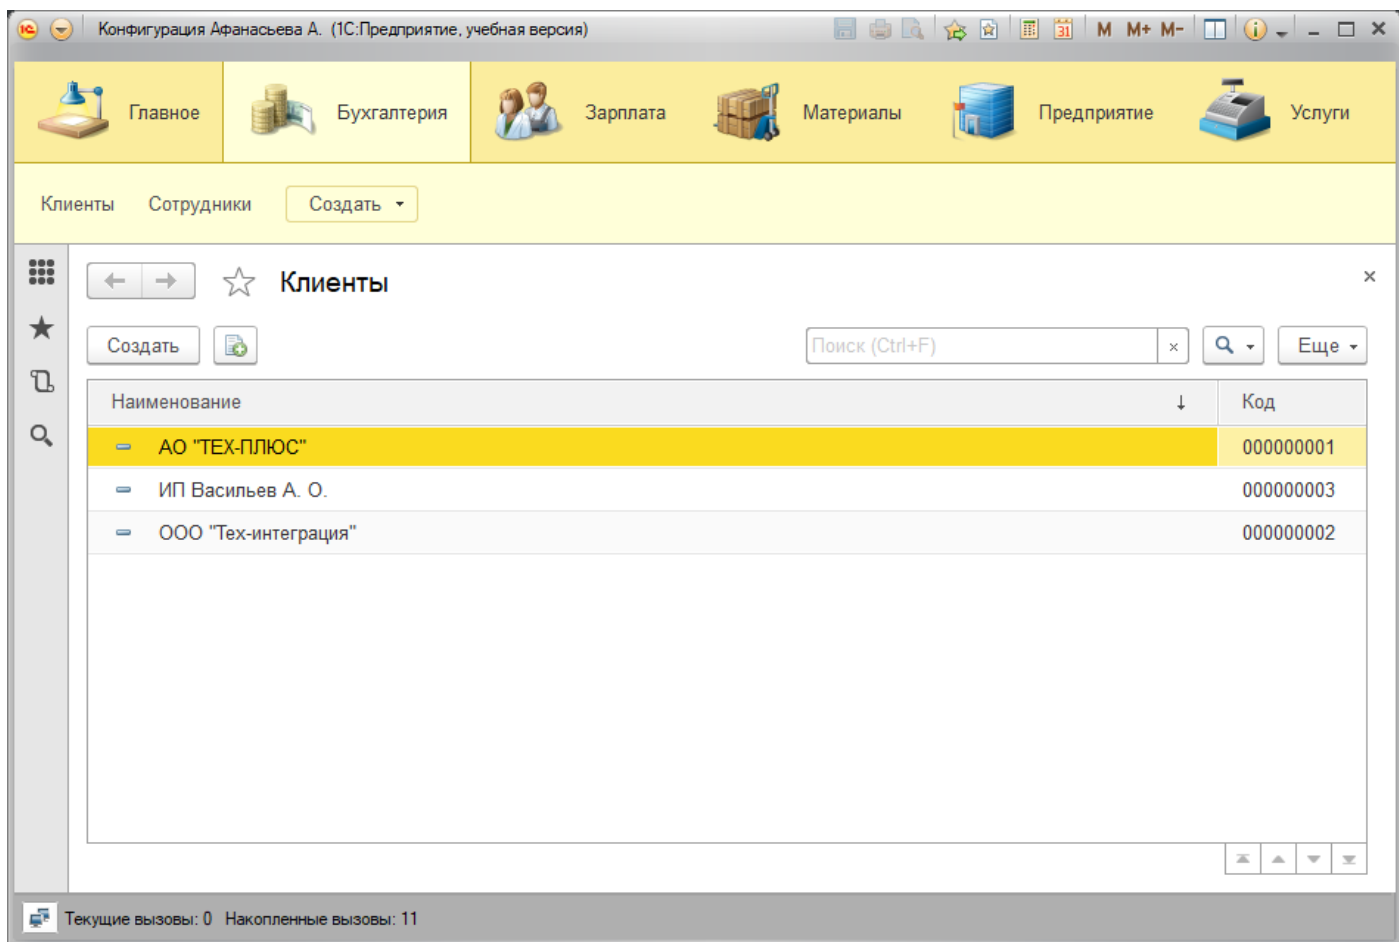 1С Конфигурация Афанасьева А. (1С:Предприятие, учебная версия) 31 M M+ M-
Главное Бухгалтерия Зарплата Материалы Предприятие Услуги
Клиенты Сотрудники Создать
Клиенты
Создать Поиск (Ctrl+F) Еще
Наименование Код
АО "ТЕХ-ПЛЮС" 000000001
ИП Васильев А. О. 000000003
ООО "Тех-интеграция" 000000002
Текущие вызовы: 0 Накопленные вызовы: 11